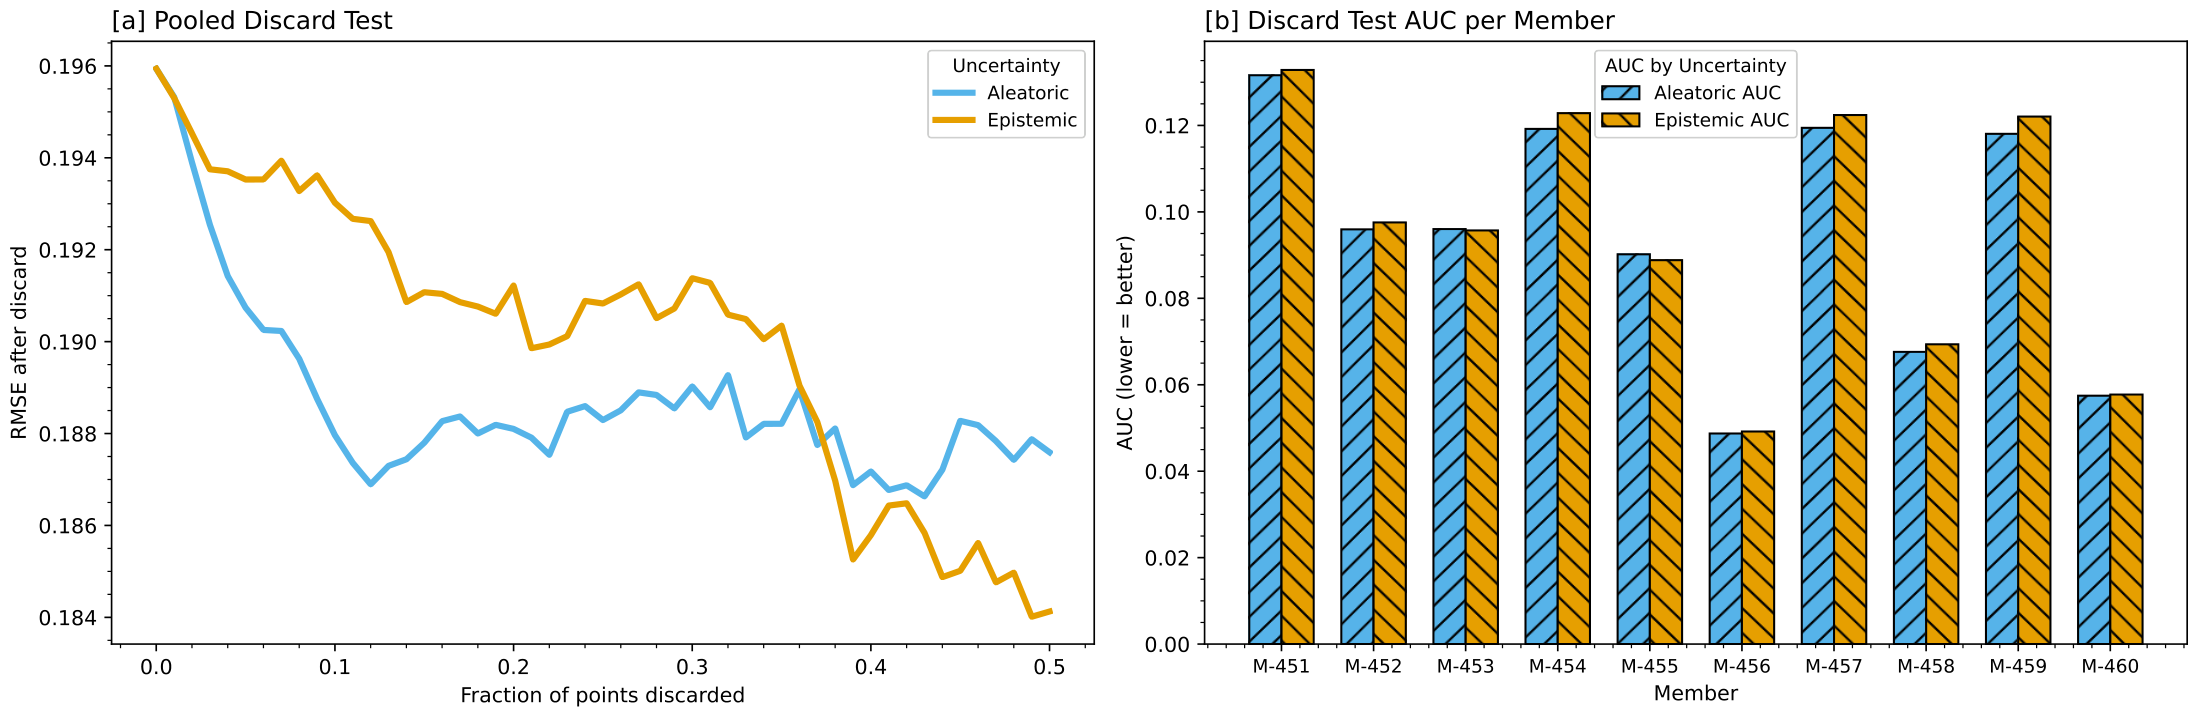 [a] Pooled Discard Test
0.196
0.194
0.192
0.190
0.188
0.186
0.184
RMSE after discard
Uncertainty
Aleatoric
Epistemic
0.0 0.1 0.2 0.3 0.4 0.5
Fraction of points discarded
[b] Discard Test AUC per Member
0.12
0.10
0.08
0.06
0.04
0.02
0.00
AUC (lower = better)
AUC by Uncertainty
Aleatoric AUC
Epistemic AUC
M-451 M-452 M-453 M-454 M-455 M-456 M-457 M-458 M-459 M-460
Member